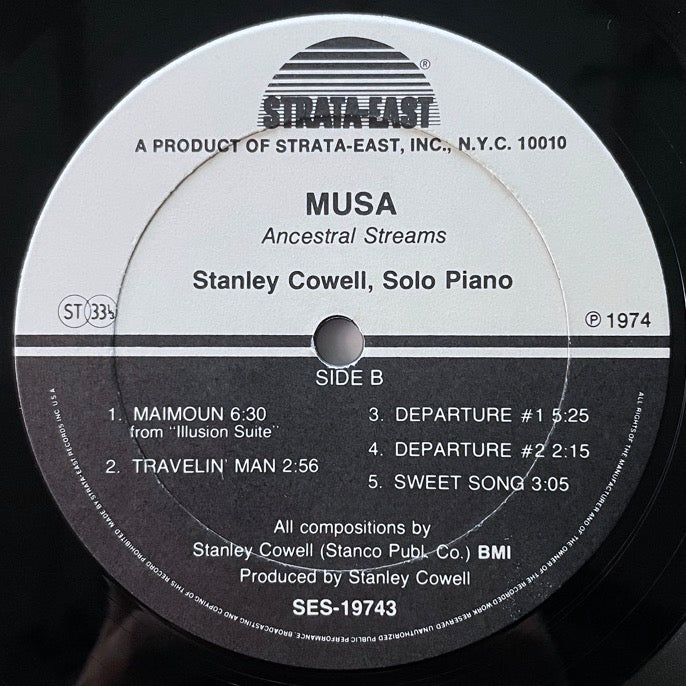 STRATA-EAST ®
A PRODUCT OF STRATA-EAST, INC., N.Y.C. 10010
MUSA
Ancestral Streams
Stanley Cowell, Solo Piano
ST 33⅓
℗ 1974
SIDE B
1. MAIMOUN 6:30
from "Illusion Suite"
2. TRAVELIN' MAN 2:56
3. DEPARTURE #1 5:25
4. DEPARTURE #2 2:15
5. SWEET SONG 3:05
All compositions by
Stanley Cowell (Stanco Publ. Co.) BMI
Produced by Stanley Cowell
SES-19743
ALL RIGHTS OF THE MANUFACTURER AND OF THE OWNER OF THE RECORDED WORK RESERVED. UNAUTHORIZED PUBLIC PERFORMANCE, BROADCASTING AND COPYING OF THIS RECORD PROHIBITED. MADE BY STRATA-EAST RECORDS INC. U.S.A.